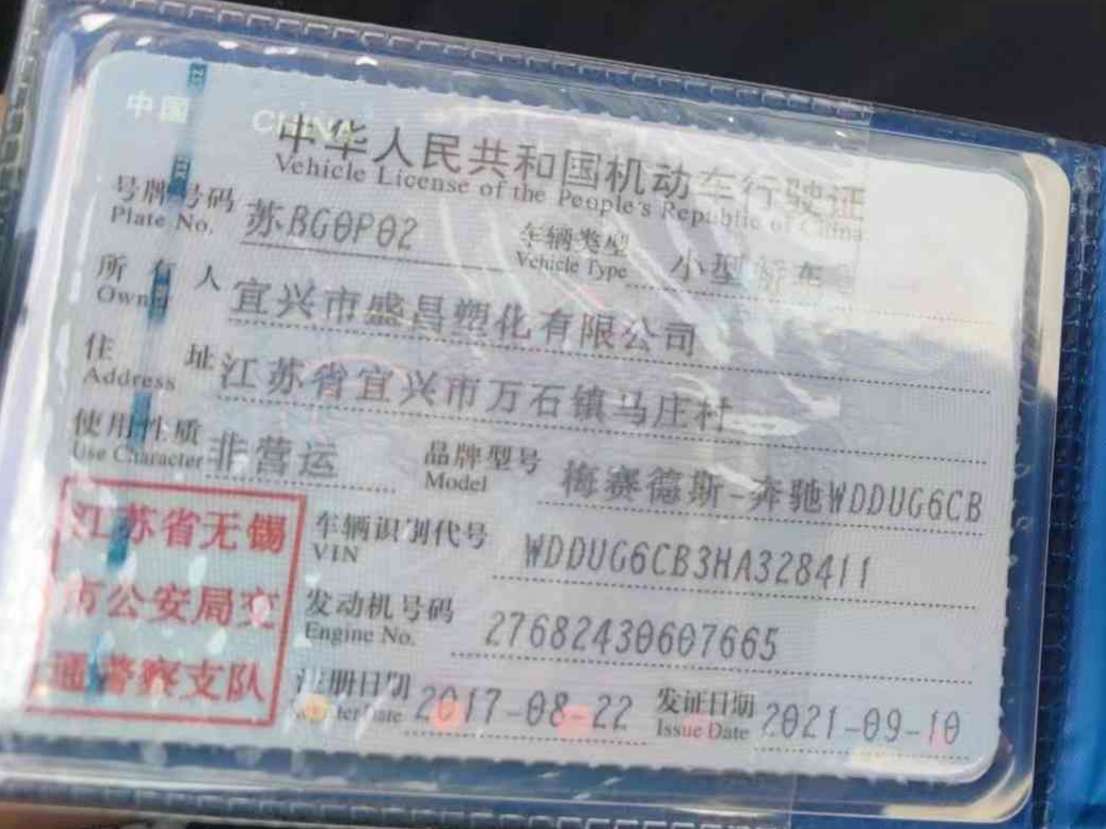 中国 CHINA
中华人民共和国机动车行驶证
Vehicle License of the People's Republic of China
号牌号码 苏BG0P02 车辆类型 小型轿车
Plate No. Vehicle Type
所有人 宜兴市盛昌塑化有限公司
Owner
住址 江苏省宜兴市万石镇马庄村
Address
使用性质 非营运 品牌型号 梅赛德斯-奔驰WDDUG6CB
Use Character Model
江苏省无锡
市公安局交
通警察支队
车辆识别代号 WDDUG6CB3HA328411
VIN
发动机号码 27682430607665
Engine No.
注册日期 2017-08-22 发证日期 2021-09-10
Register Date Issue Date